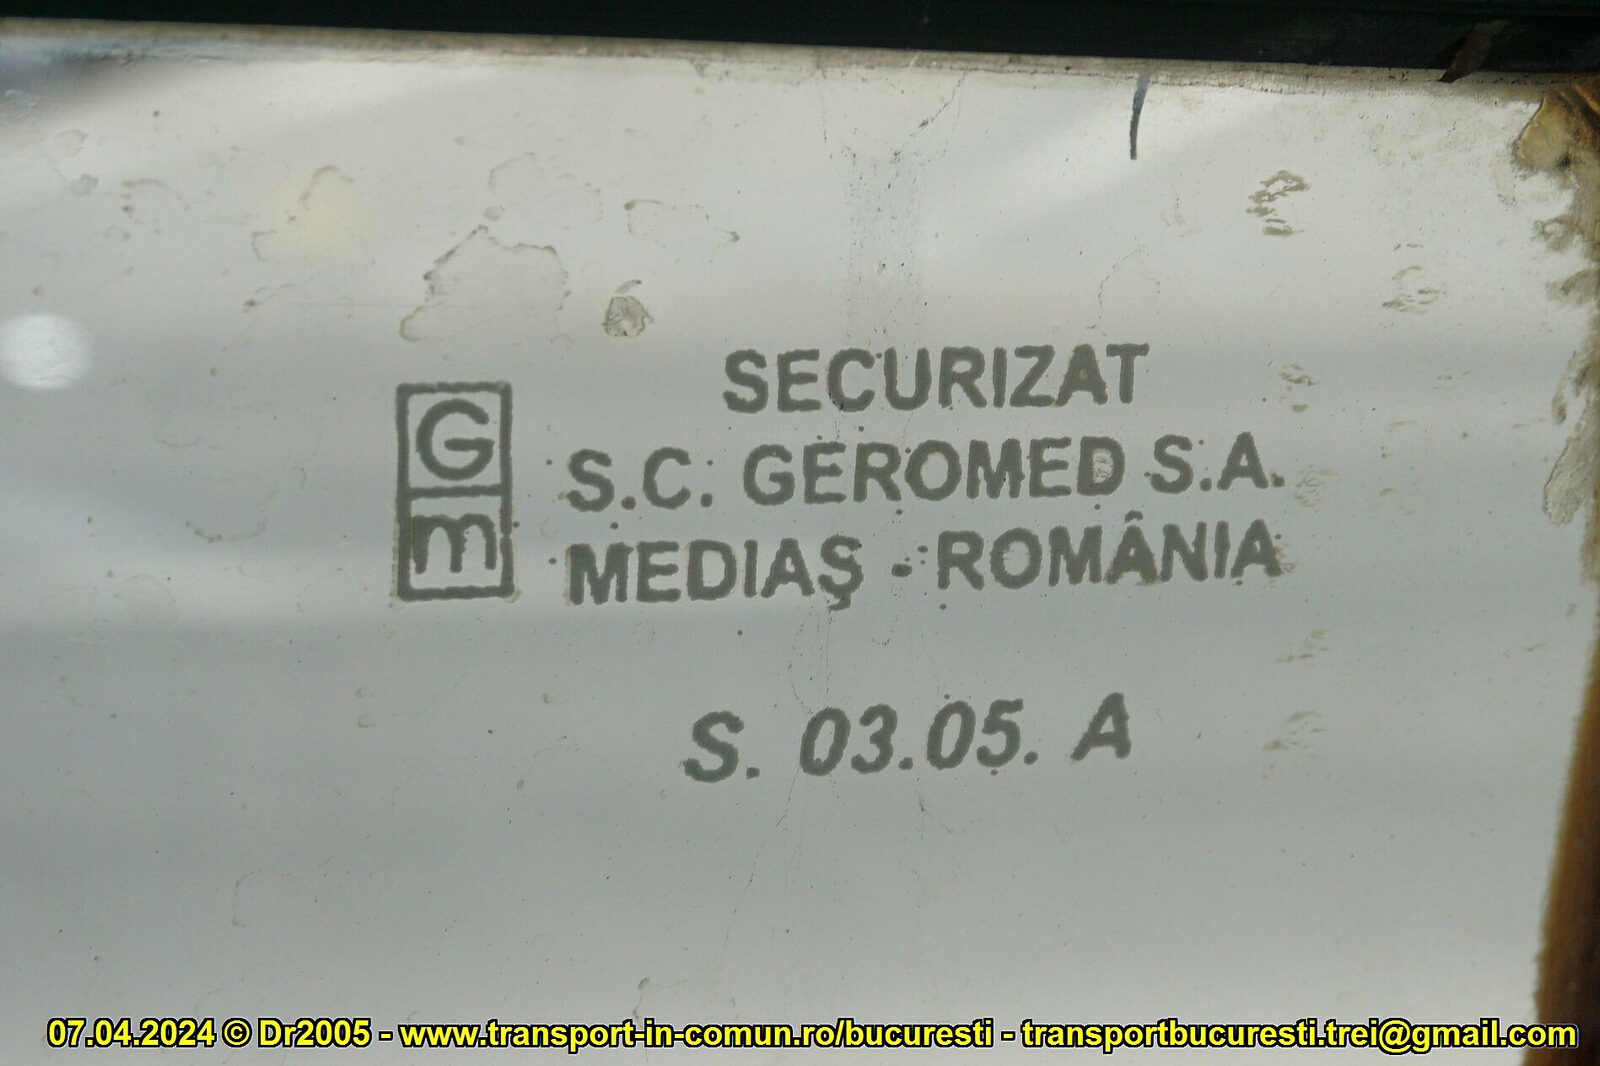 G
m
SECURIZAT
S.C. GEROMED S.A.
MEDIAŞ - ROMÂNIA
S. 03.05. A
07.04.2024 © Dr2005 - www.transport-in-comun.ro/bucuresti - transportbucuresti.trei@gmail.com